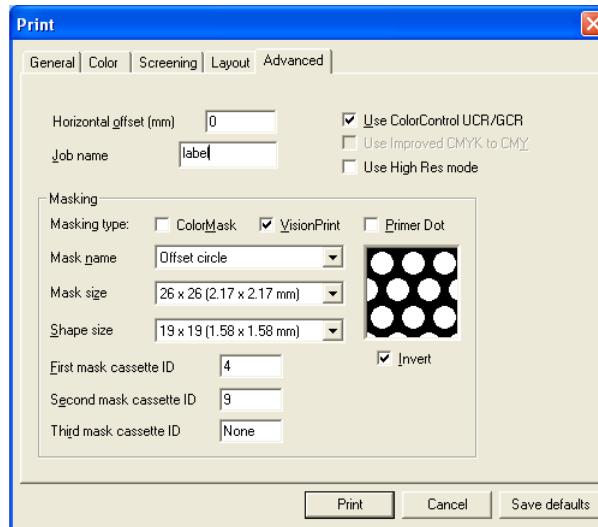 Print
General Color Screening Layout Advanced
Horizontal offset (mm) 0
Use ColorControl UCR/GCR
Job name label
Use Improved CMYK to CMY
Use High Res mode
Masking
Masking type: ColorMask VisionPrint Primer Dot
Mask name Offset circle
Mask size 26 x 26 (2.17 x 2.17 mm)
Shape size 19 x 19 (1.58 x 1.58 mm)
Invert
First mask cassette ID 4
Second mask cassette ID 9
Third mask cassette ID None
Print Cancel Save defaults